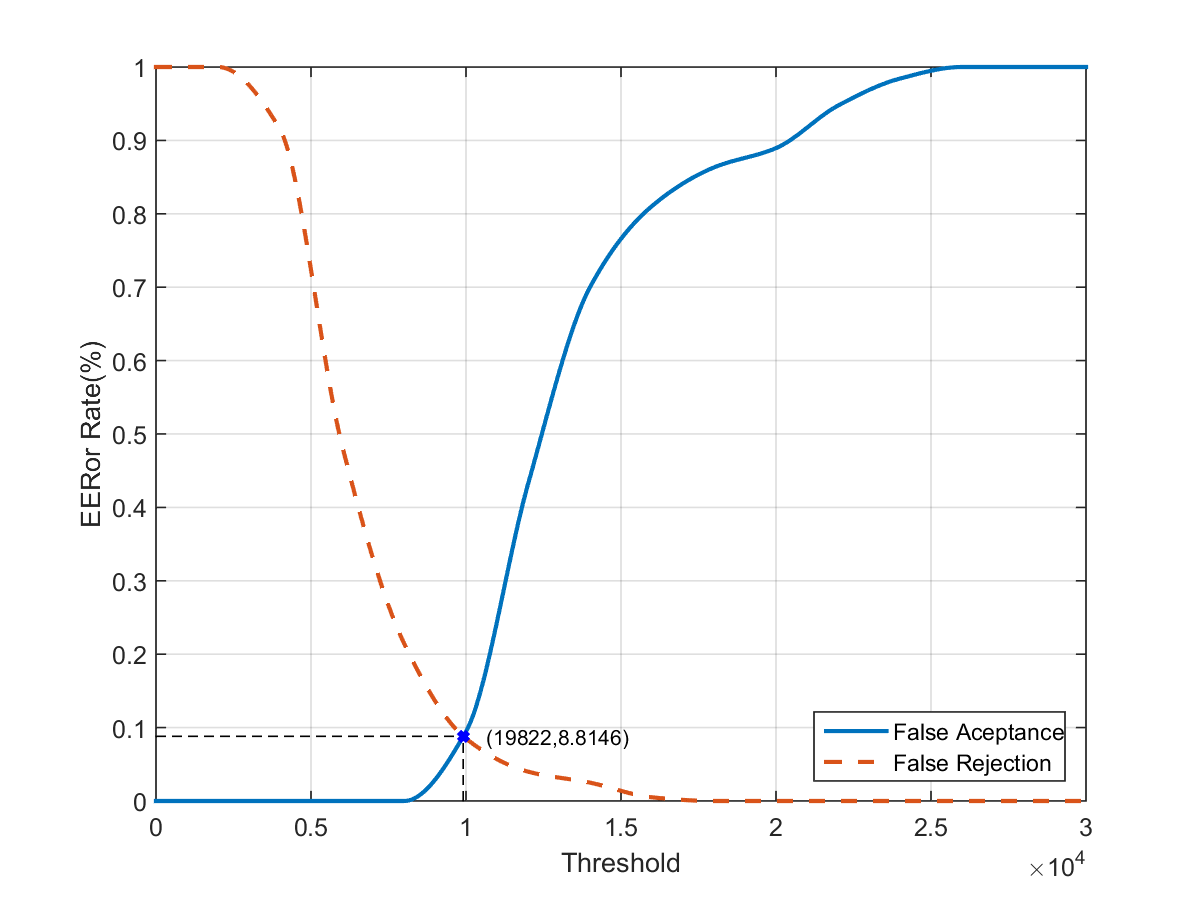 1
0.9
0.8
0.7
0.6
0.5
0.4
0.3
0.2
0.1
0
EERor Rate(%)
(19822,8.8146)
False Aceptance
False Rejection
0 0.5 1 1.5 2 2.5 3
Threshold
×10⁴